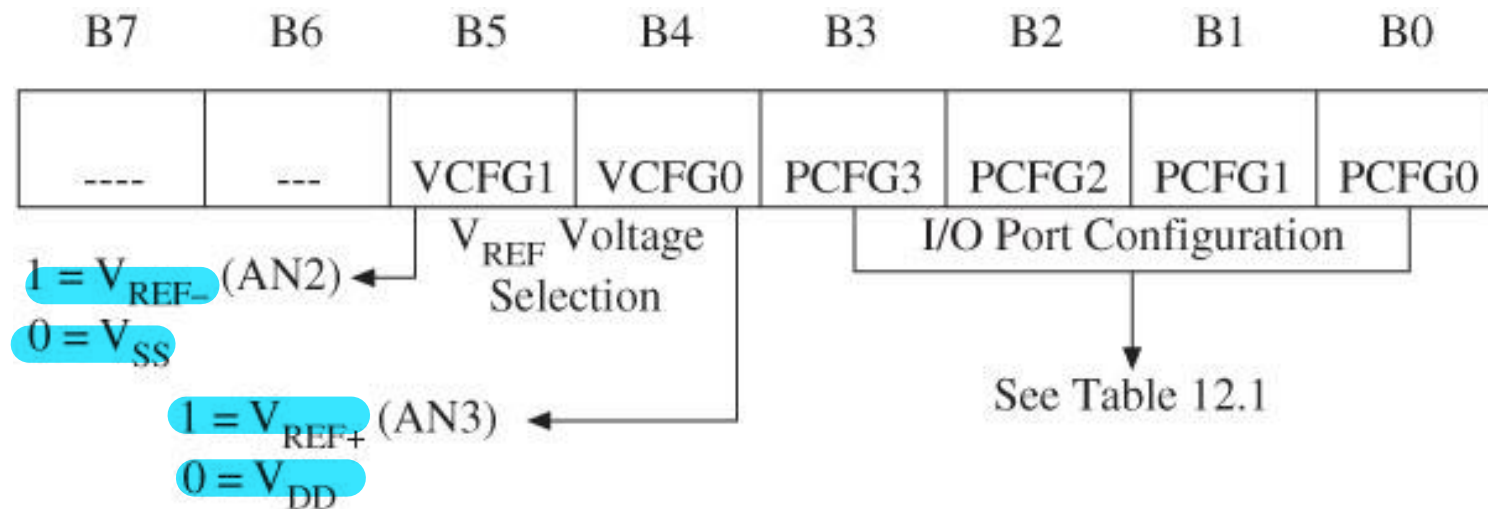 B7 B6 B5 B4 B3 B2 B1 B0
---- --- VCFG1 VCFG0 PCFG3 PCFG2 PCFG1 PCFG0
VREF Voltage
Selection
I/O Port Configuration
1 = VREF– (AN2)
0 = VSS
See Table 12.1
1 = VREF+ (AN3)
0 = VDD